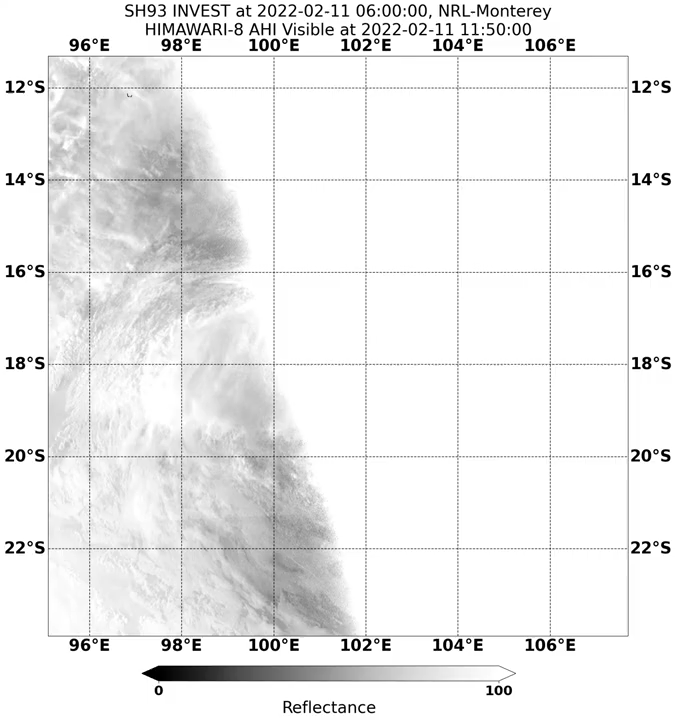 SH93 INVEST at 2022-02-11 06:00:00, NRL-Monterey
HIMAWARI-8 AHI Visible at 2022-02-11 11:50:00
96°E 98°E 100°E 102°E 104°E 106°E
12°S 12°S
14°S 14°S
16°S 16°S
18°S 18°S
20°S 20°S
22°S 22°S
96°E 98°E 100°E 102°E 104°E 106°E
0 100
Reflectance